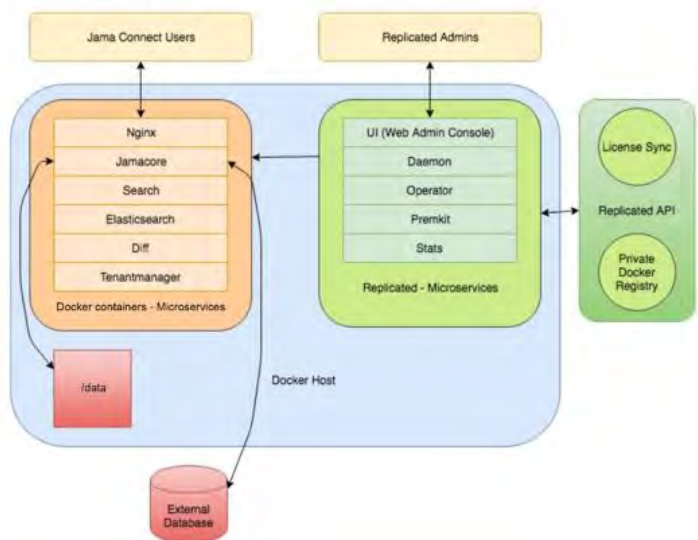 Jama Connect Users
Replicated Admins
Nginx
Jamacore
Search
Elasticsearch
Diff
Tenantmanager
Docker containers - Microservices
UI (Web Admin Console)
Daemon
Operator
Premkit
Stats
Replicated - Microservices
License Sync
Replicated API
Private
Docker
Registry
/data
Docker Host
External
Database